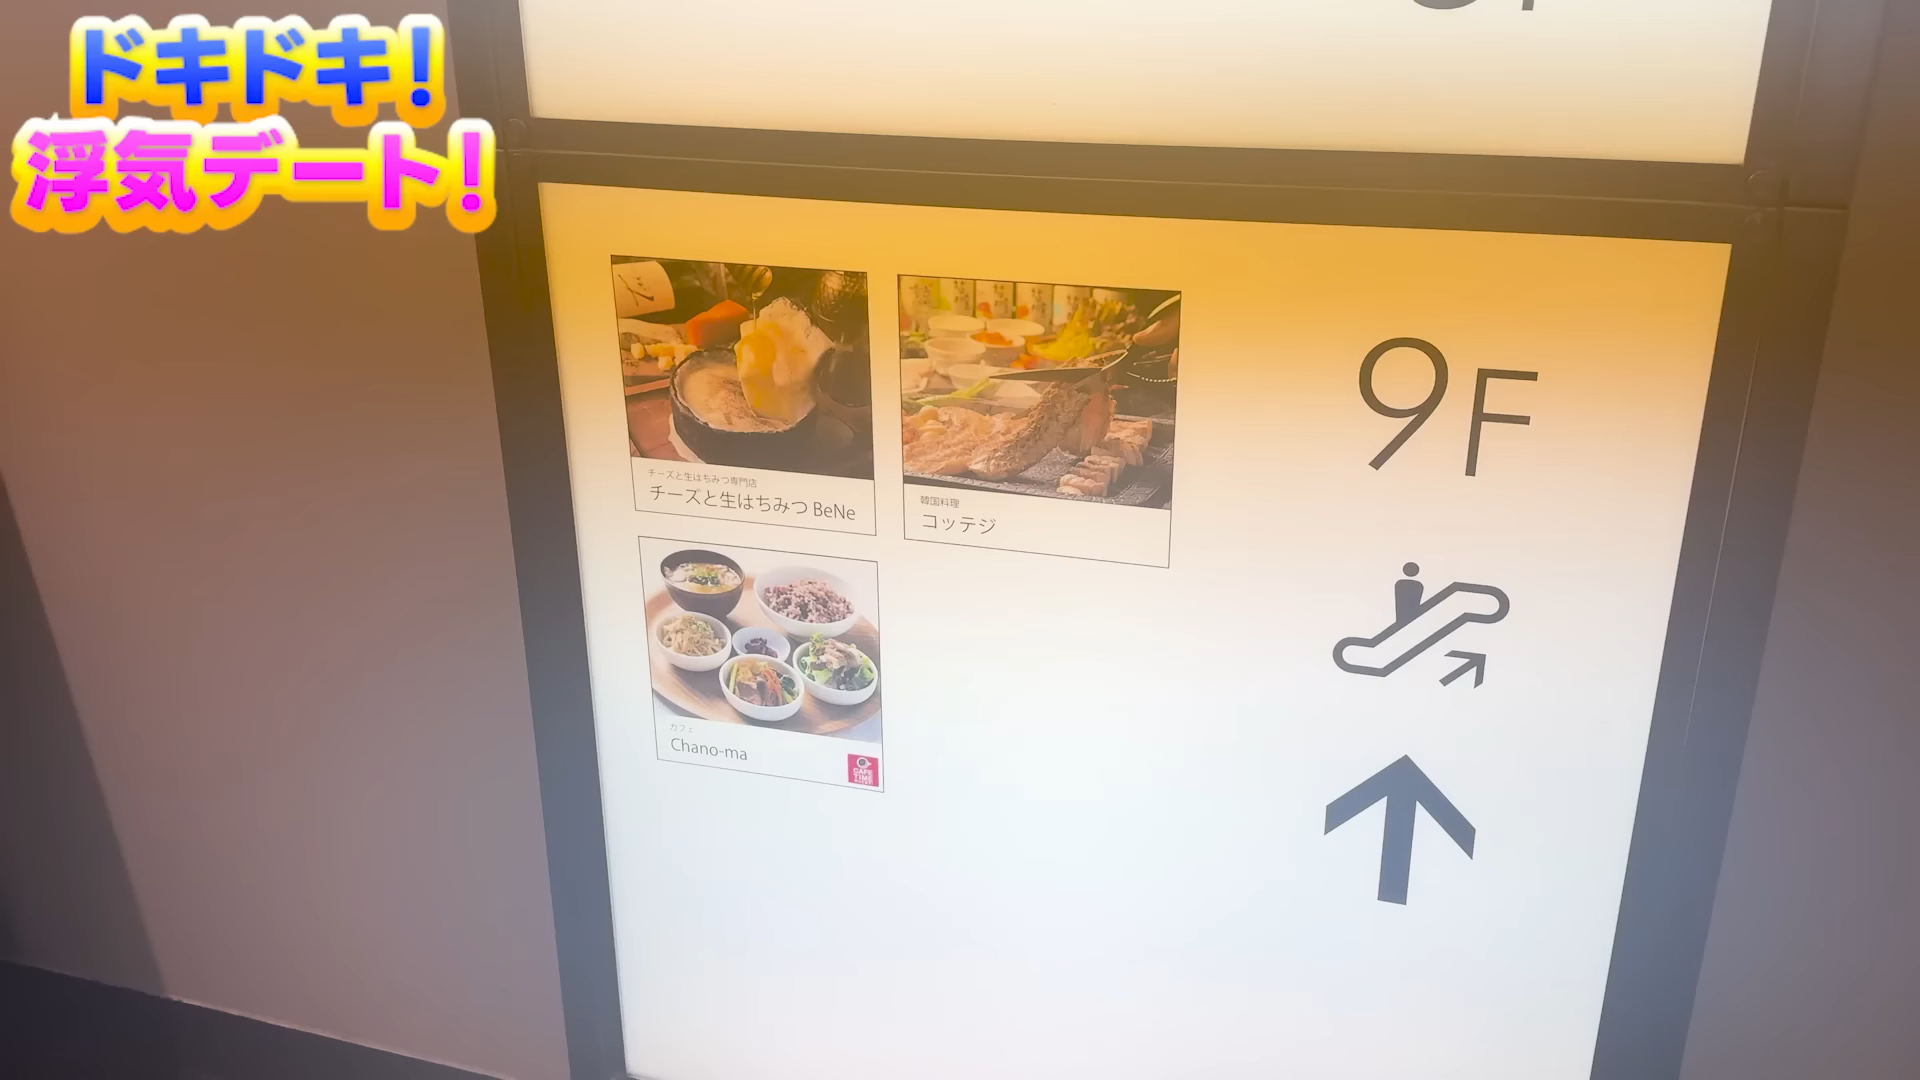 ドキドキ!
浮気デート!
チーズと生はちみつ専門店
チーズと生はちみつ BeNe
韓国料理
コッテジ
9F
カフェ
Chano-ma
CAFE
TIME